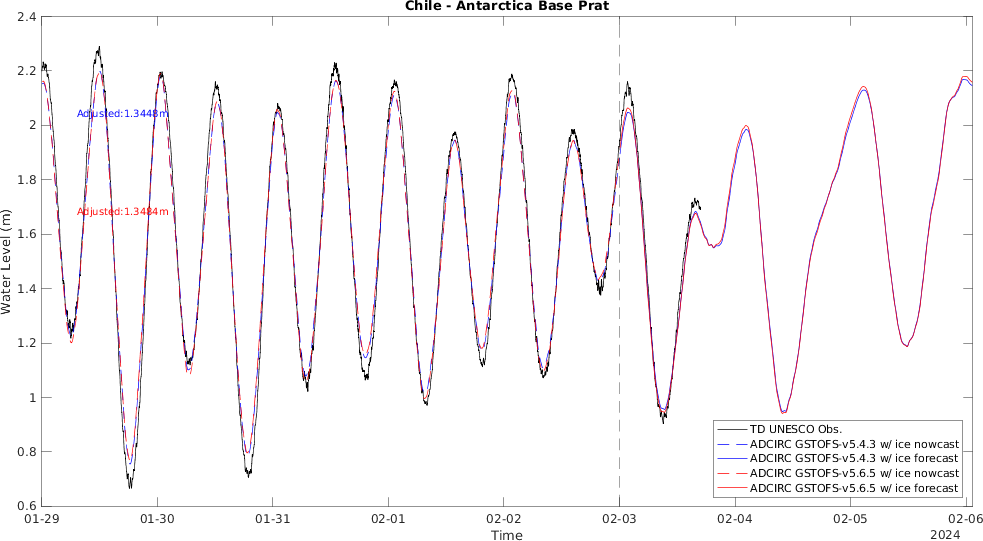 Chile - Antarctica Base Prat
2.4
2.2
2
1.8
1.6
1.4
1.2
1
0.8
0.6
Water Level (m)
Adjusted:1.3448m
Adjusted:1.3484m
TD UNESCO Obs.
ADCIRC GSTOFS-v5.4.3 w/ ice nowcast
ADCIRC GSTOFS-v5.4.3 w/ ice forecast
ADCIRC GSTOFS-v5.6.5 w/ ice nowcast
ADCIRC GSTOFS-v5.6.5 w/ ice forecast
01-29 01-30 01-31 02-01 02-02 02-03 02-04 02-05 02-06
Time
2024